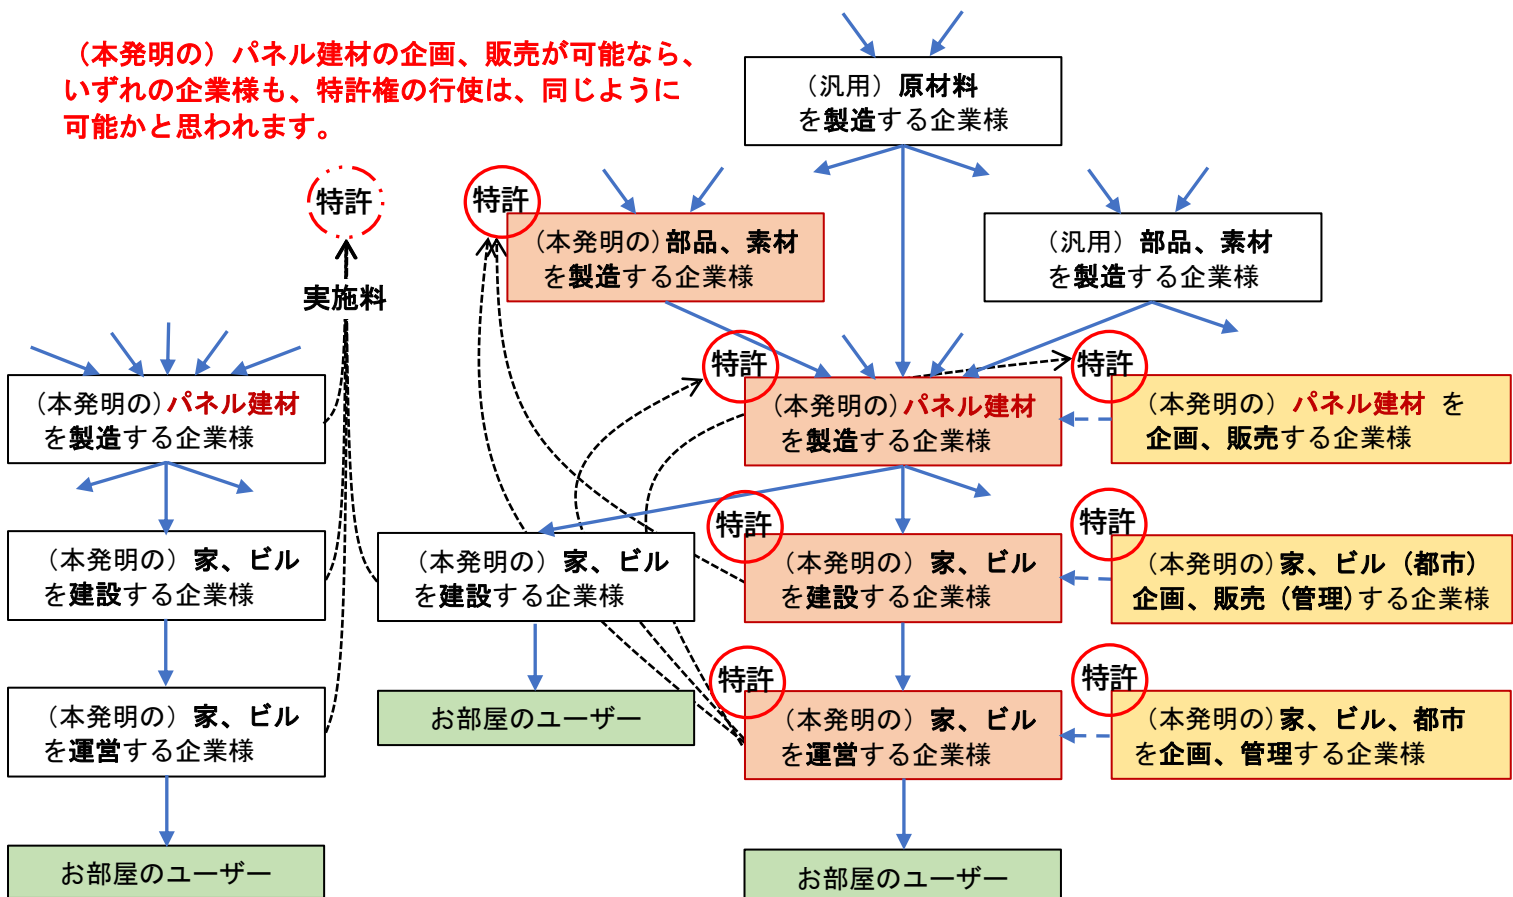 （本発明の）パネル建材の企画、販売が可能なら、
いずれの企業様も、特許権の行使は、同じように
可能かと思われます。
（汎用）原材料
を製造する企業様
特許
特許
（本発明の）部品、素材
を製造する企業様
（汎用）部品、素材
を製造する企業様
実施料
特許
特許
（本発明の）パネル建材
を製造する企業様
（本発明の）パネル建材
を製造する企業様
（本発明の）パネル建材 を
企画、販売する企業様
特許
特許
（本発明の）家、ビル
を建設する企業様
（本発明の）家、ビル
を建設する企業様
（本発明の）家、ビル
を建設する企業様
（本発明の）家、ビル（都市）
企画、販売（管理）する企業様
特許
特許
（本発明の）家、ビル
を運営する企業様
お部屋のユーザー
（本発明の）家、ビル
を運営する企業様
（本発明の）家、ビル、都市
を企画、管理する企業様
お部屋のユーザー
お部屋のユーザー